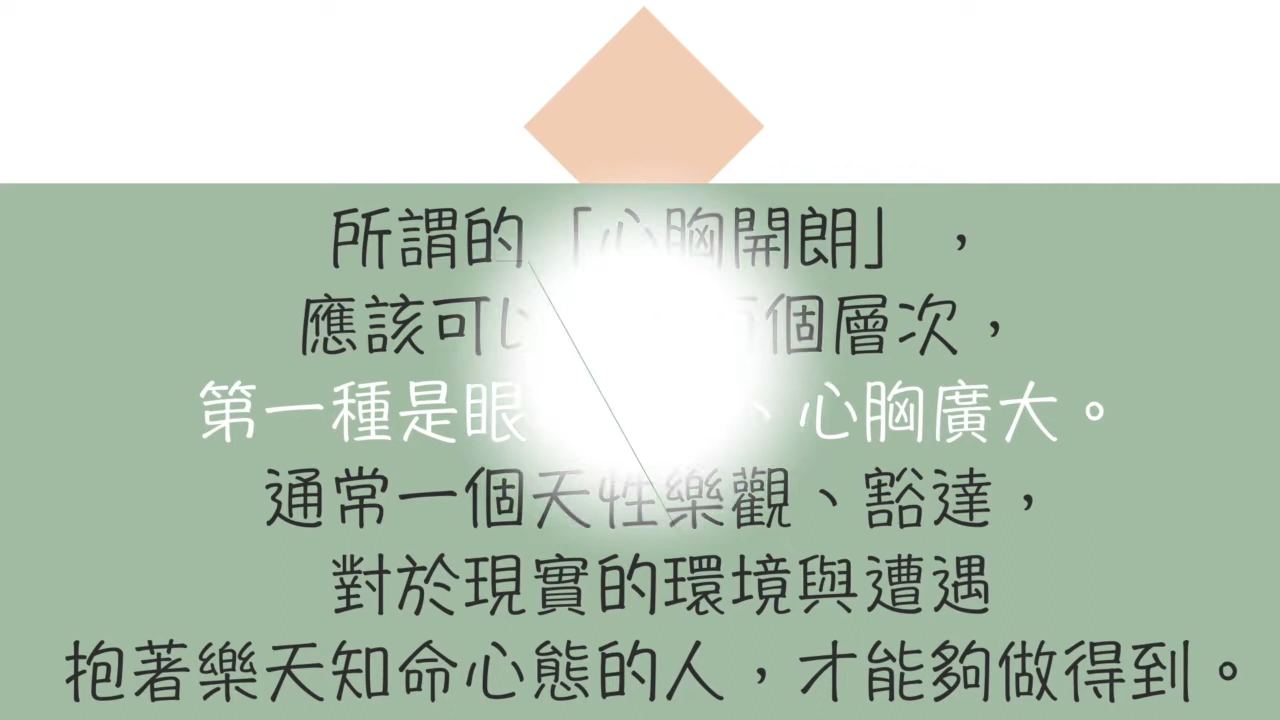 所謂的「心胸開朗」，
應該可以個層次，
第一種是眼、心胸廣大。
通常一個天性樂觀、豁達，
對於現實的環境與遭遇
抱著樂天知命心態的人，才能夠做得到。